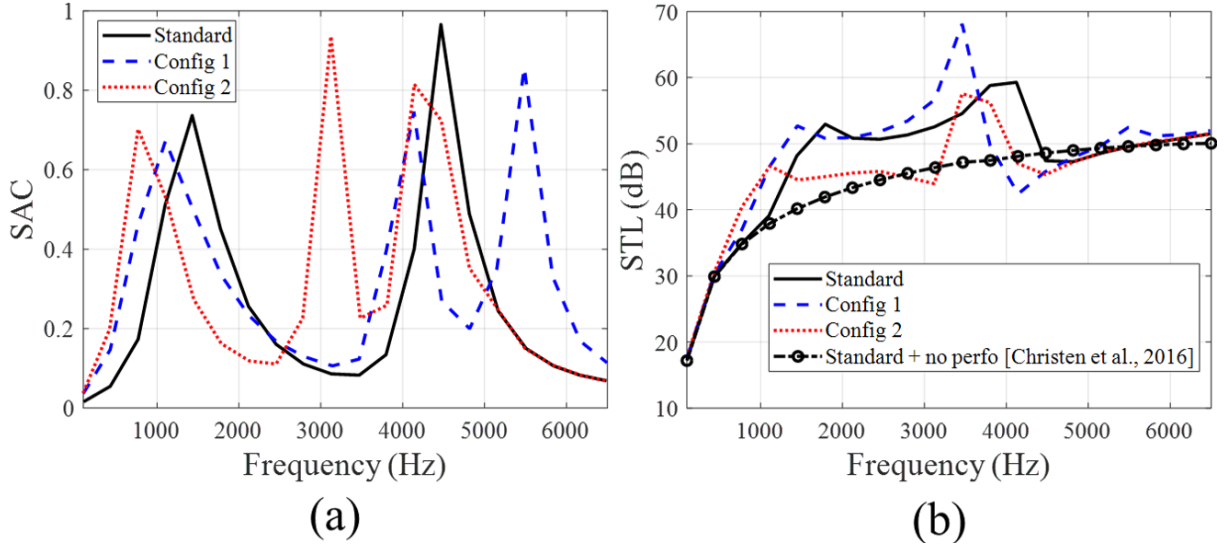 1
0.8
0.6
0.4
0.2
0
SAC
Standard
Config 1
Config 2
1000 2000 3000 4000 5000 6000
Frequency (Hz)
(a)
70
60
50
40
30
20
10
STL (dB)
Standard
Config 1
Config 2
Standard + no perfo [Christen et al., 2016]
1000 2000 3000 4000 5000 6000
Frequency (Hz)
(b)